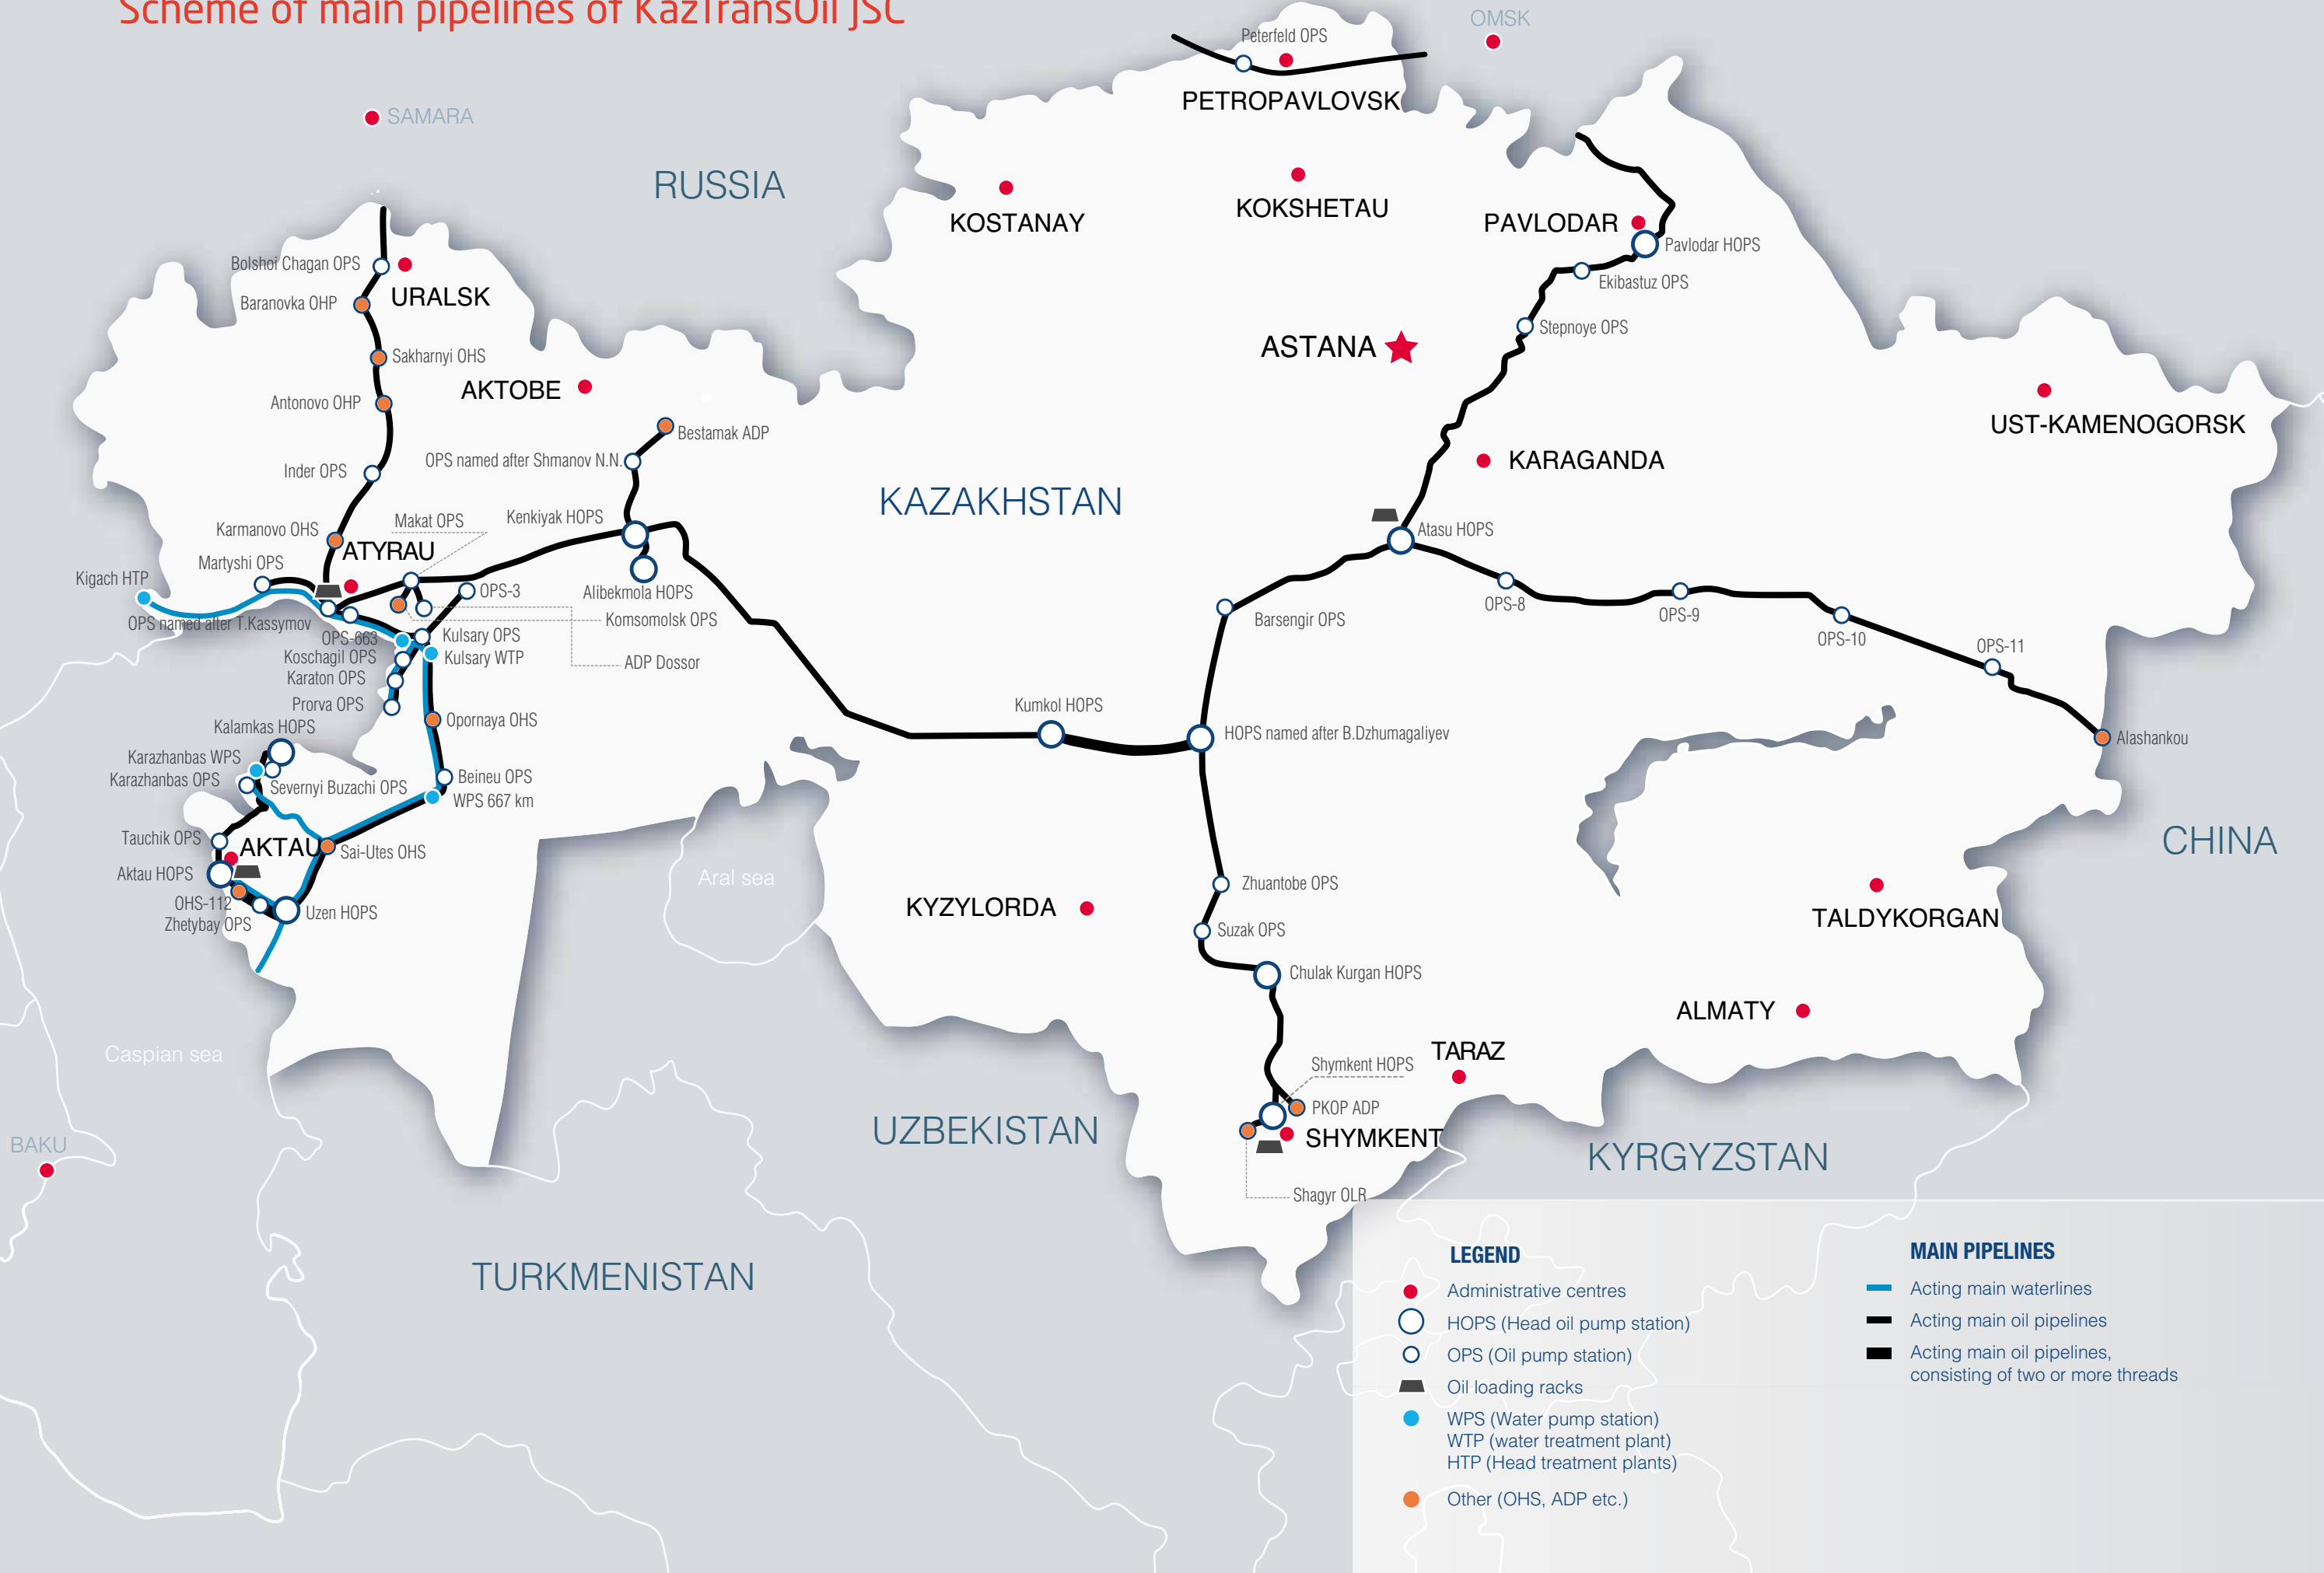 Scheme of main pipelines of KazTransOil JSC
OMSK
Peterfeld OPS
PETROPAVLOVSK
SAMARA
RUSSIA
KOSTANAY
KOKSHETAU
PAVLODAR
Pavlodar HOPS
Ekibastuz OPS
Bolshoi Chagan OPS
URALSK
Baranovka OHP
Stepnoye OPS
ASTANA
Sakharnyi OHS
AKTOBE
Antonovo OHP
UST-KAMENOGORSK
Bestamak ADP
OPS named after Shmanov N.N.
KARAGANDA
Inder OPS
KAZAKHSTAN
Makat OPS
Kenkiyak HOPS
Karmanovo OHS
Atasu HOPS
ATYRAU
Martyshi OPS
Kigach HTP
OPS-3
Alibekmola HOPS
OPS-8
OPS-9
OPS named after T.Kassymov
Komsomolsk OPS
Barsengir OPS
OPS-663
Kulsary OPS
OPS-10
OPS-11
Koschagil OPS
Kulsary WTP
ADP Dossor
Karaton OPS
Prorva OPS
Kumkol HOPS
Opornaya OHS
Kalamkas HOPS
HOPS named after B.Dzhumagaliyev
Alashankou
Karazhanbas WPS
Karazhanbas OPS
Beineu OPS
Severnyi Buzachi OPS
WPS 667 km
Tauchik OPS
AKTAU
Sai-Utes OHS
CHINA
Aktau HOPS
Aral sea
Zhuantobe OPS
OHS-112
KYZYLORDA
Uzen HOPS
TALDYKORGAN
Zhetybay OPS
Suzak OPS
Chulak Kurgan HOPS
ALMATY
Caspian sea
TARAZ
Shymkent HOPS
PKOP ADP
UZBEKISTAN
SHYMKENT
BAKU
KYRGYZSTAN
Shagyr OLR
TURKMENISTAN
LEGEND
Administrative centres
HOPS (Head oil pump station)
OPS (Oil pump station)
Oil loading racks
WPS (Water pump station)
WTP (water treatment plant)
HTP (Head treatment plants)
Other (OHS, ADP etc.)
MAIN PIPELINES
Acting main waterlines
Acting main oil pipelines
Acting main oil pipelines,
consisting of two or more threads